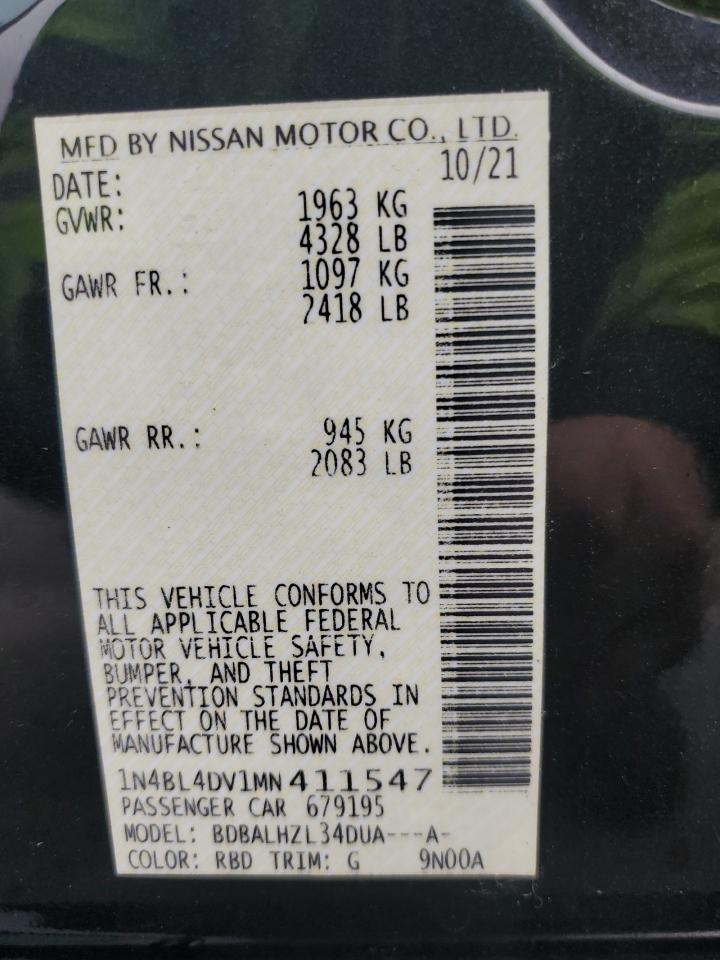 MFD BY NISSAN MOTOR CO., LTD.
DATE: 10/21
GVWR: 1963 KG
4328 LB
GAWR FR.: 1097 KG
2418 LB
GAWR RR.: 945 KG
2083 LB
THIS VEHICLE CONFORMS TO
ALL APPLICABLE FEDERAL
MOTOR VEHICLE SAFETY,
BUMPER, AND THEFT
PREVENTION STANDARDS IN
EFFECT ON THE DATE OF
MANUFACTURE SHOWN ABOVE.
1N4BL4DV1MN411547
PASSENGER CAR 679195
MODEL: BDBALHZL34DUA---A-
COLOR: RBD TRIM: G 9N00A